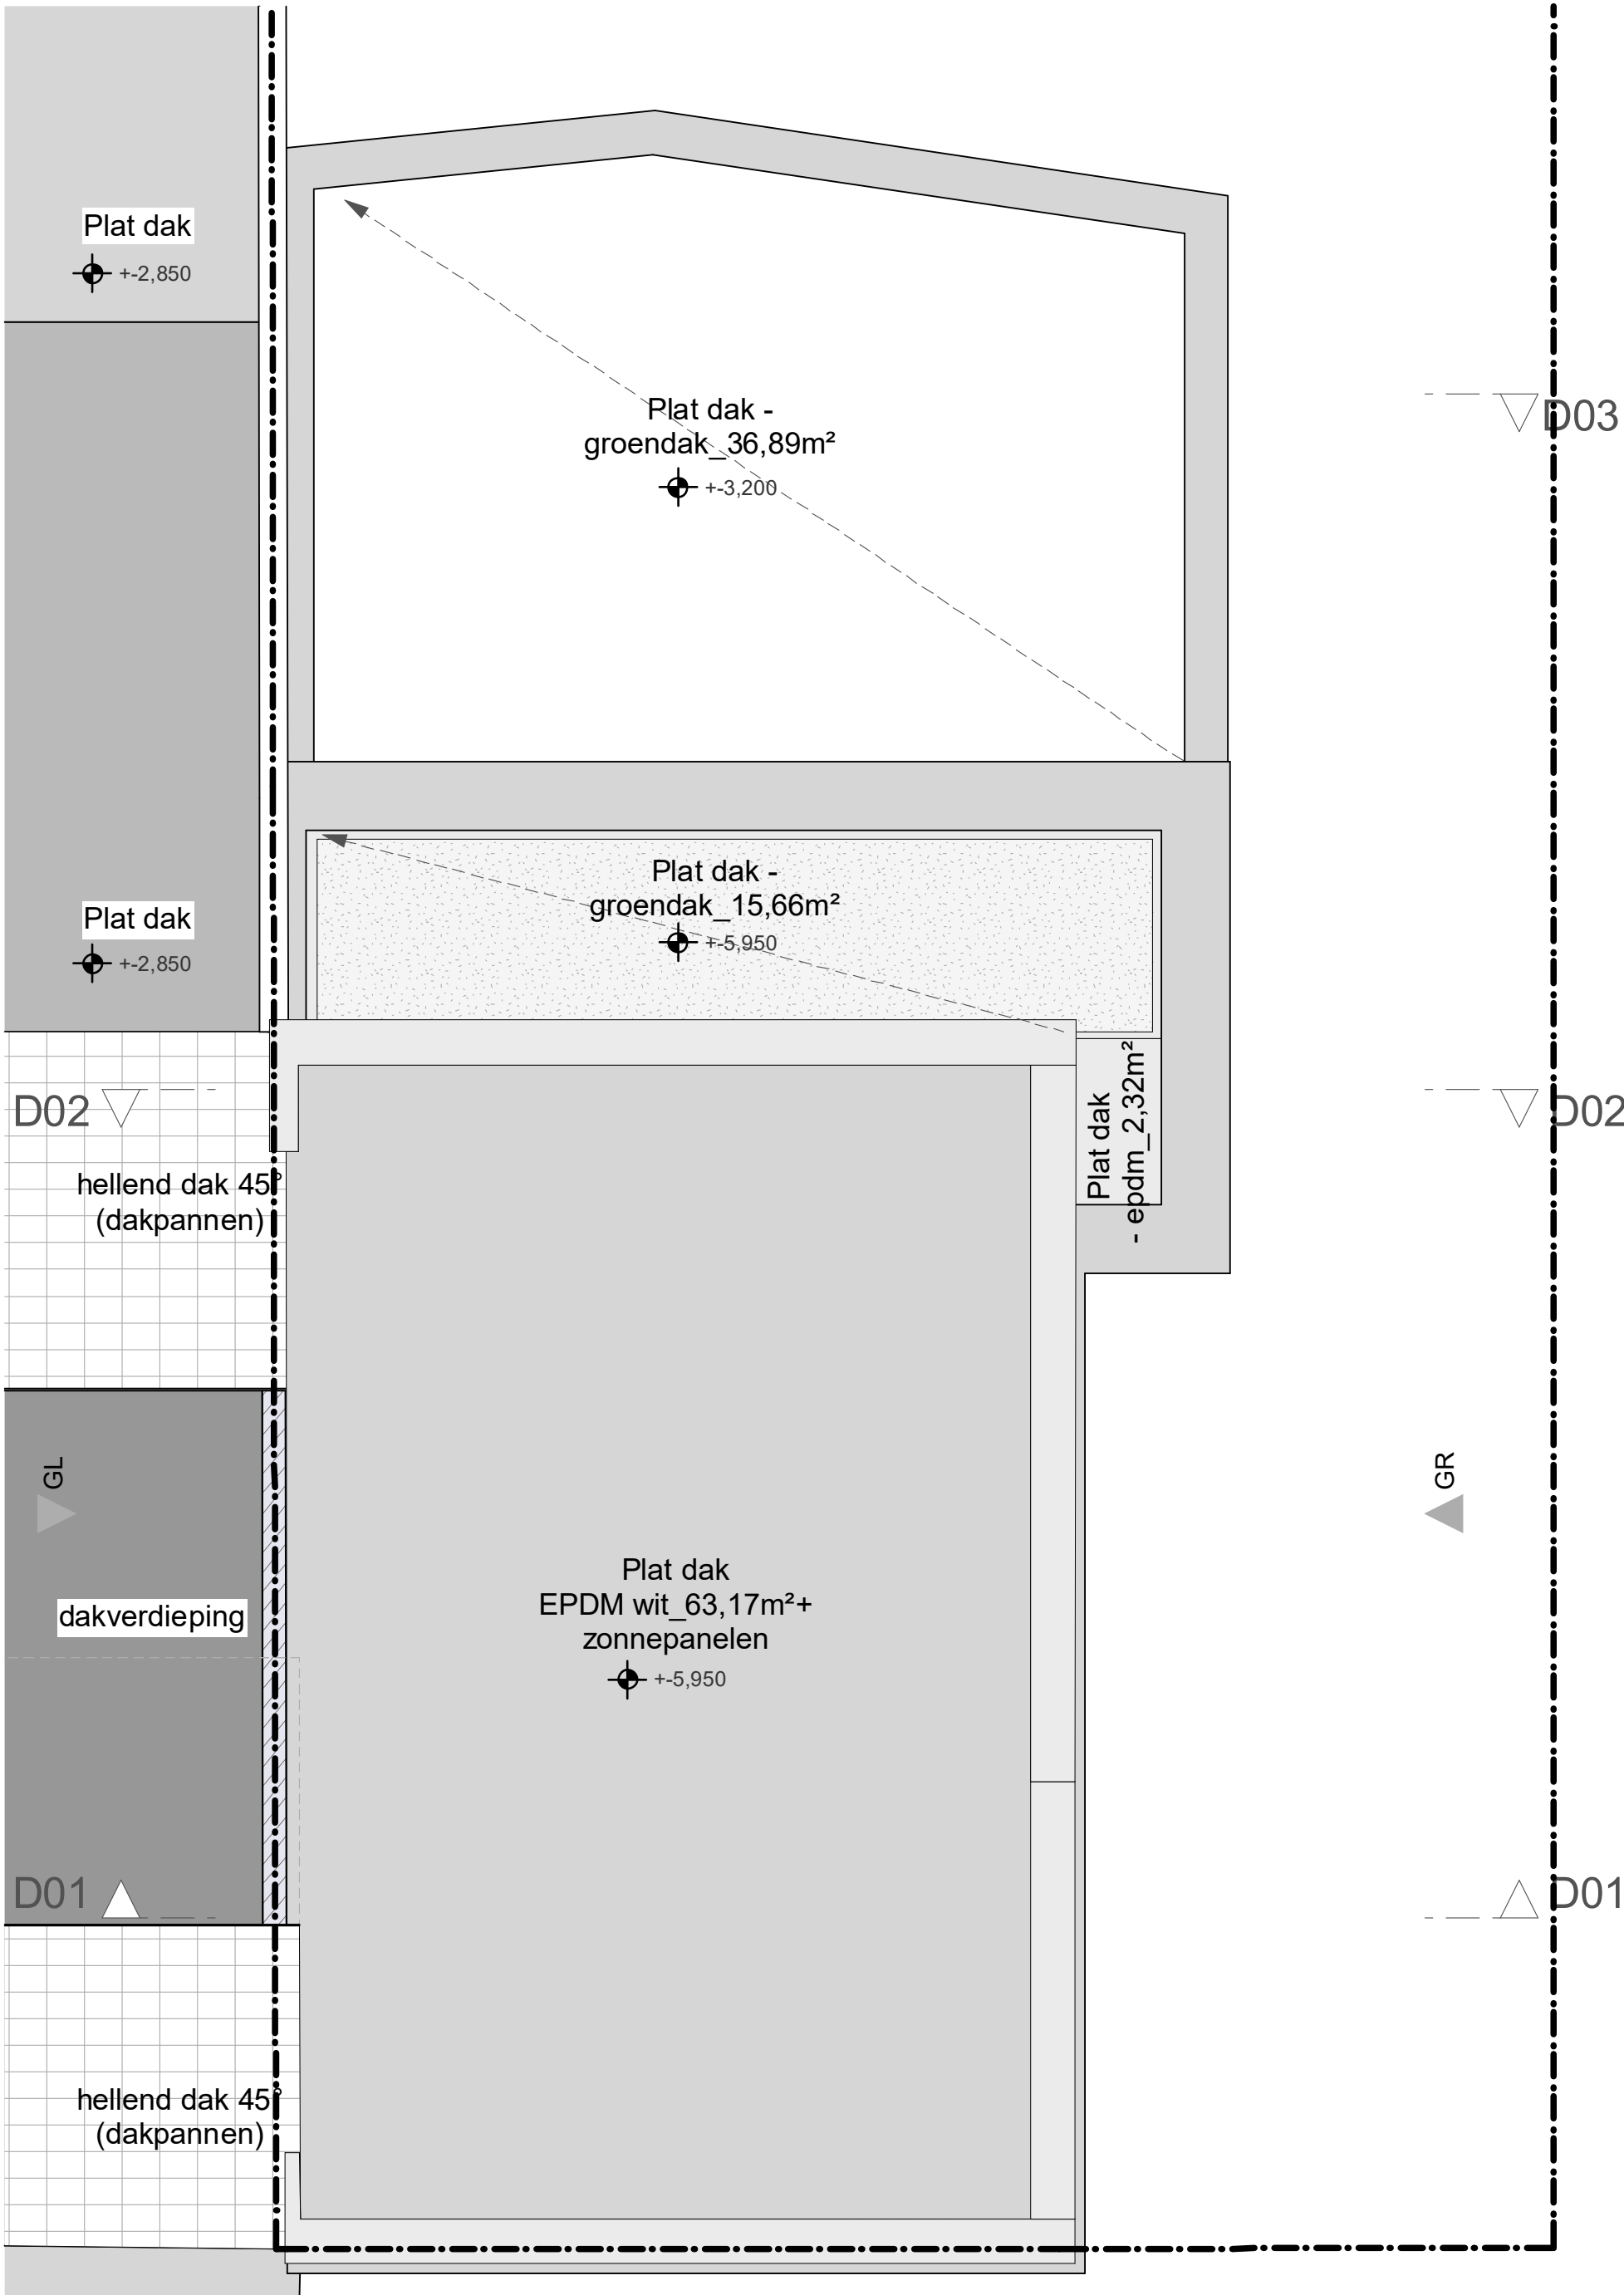 Plat dak
+-2,850
D03
Plat dak -
groendak_36,89m²
+-3,200
Plat dak -
groendak_15,66m²
+-5,950
Plat dak
+-2,850
Plat dak
- epdm_2,32m²
D02
D02
hellend dak 45°
(dakpannen)
GL
GR
Plat dak
EPDM wit_63,17m²+
zonnepanelen
+-5,950
dakverdieping
D01
D01
hellend dak 45°
(dakpannen)